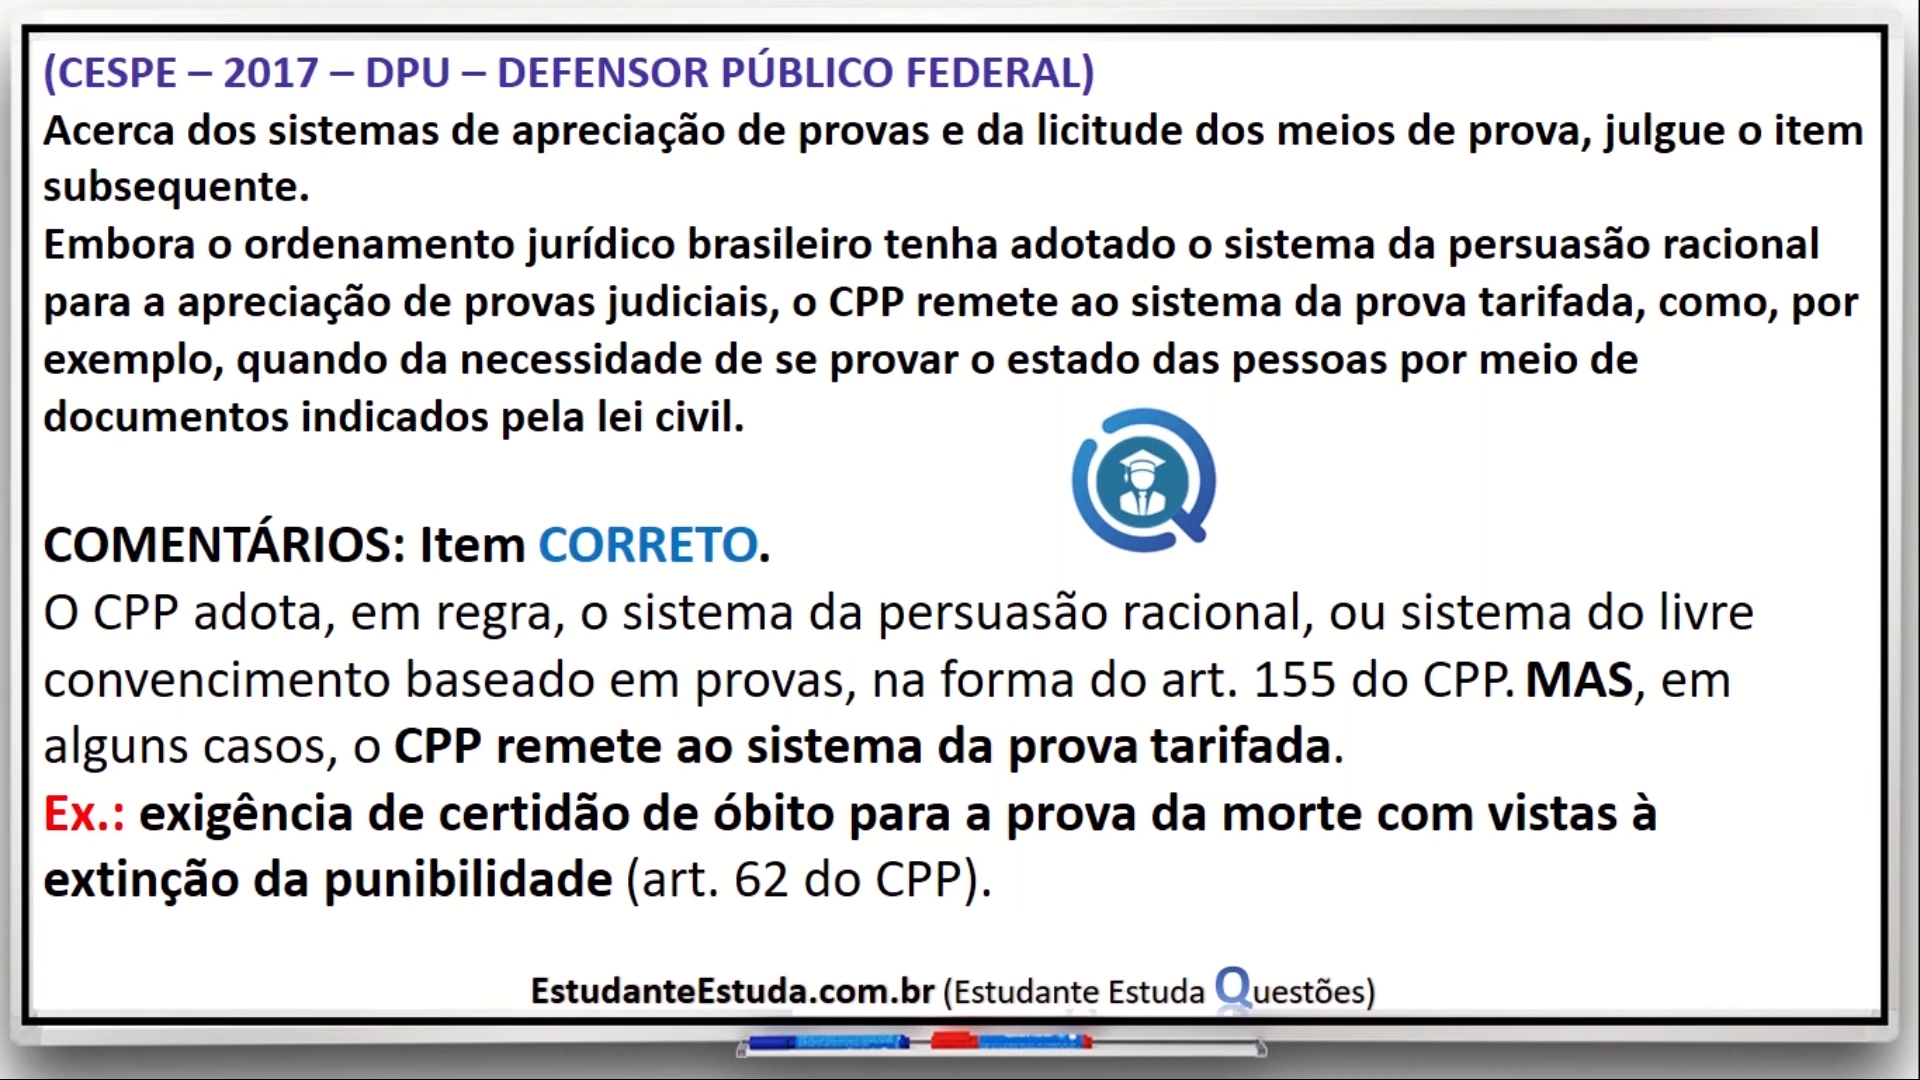 (CESPE – 2017 – DPU – DEFENSOR PÚBLICO FEDERAL)
Acerca dos sistemas de apreciação de provas e da licitude dos meios de prova, julgue o item
subsequente.
Embora o ordenamento jurídico brasileiro tenha adotado o sistema da persuasão racional
para a apreciação de provas judiciais, o CPP remete ao sistema da prova tarifada, como, por
exemplo, quando da necessidade de se provar o estado das pessoas por meio de
documentos indicados pela lei civil.
COMENTÁRIOS: Item CORRETO.
O CPP adota, em regra, o sistema da persuasão racional, ou sistema do livre
convencimento baseado em provas, na forma do art. 155 do CPP. MAS, em
alguns casos, o CPP remete ao sistema da prova tarifada.
Ex.: exigência de certidão de óbito para a prova da morte com vistas à
extinção da punibilidade (art. 62 do CPP).
EstudanteEstuda.com.br (Estudante Estuda Questões)